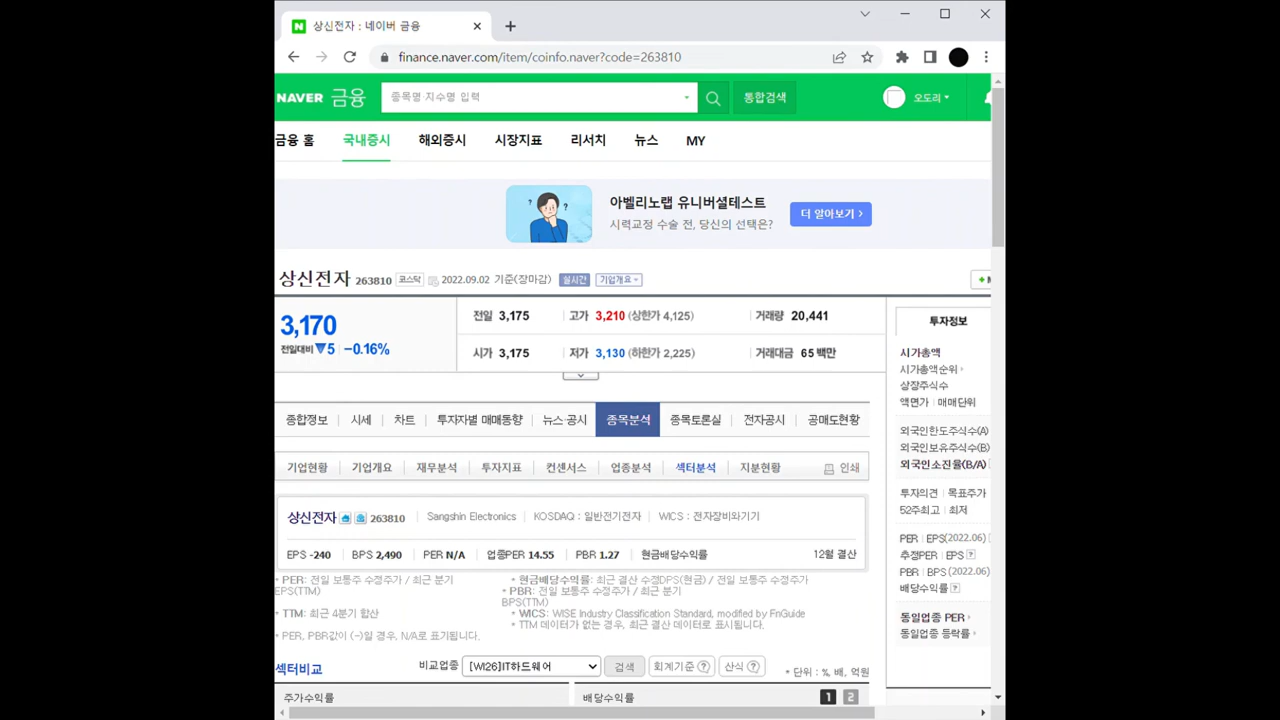 상신전자 : 네이버 금융
finance.naver.com/item/coinfo.naver?code=263810
NAVER 금융
종목명·지수명 입력
통합검색
오도리
금융 홈 국내증시 해외증시 시장지표 리서치 뉴스 MY
아벨리노랩 유니버셜테스트
시력교정 수술 전, 당신의 선택은?
더 알아보기 >
상신전자 263810 코스닥 2022.09.02 기준(장마감) 실시간 기업개요
3,170
전일대비 ▼5 -0.16%
전일 3,175 고가 3,210 (상한가 4,125) 거래량 20,441
시가 3,175 저가 3,130 (하한가 2,225) 거래대금 65 백만
종합정보 시세 차트 투자자별 매매동향 뉴스·공시 종목분석 종목토론실 전자공시 공매도현황
기업현황 기업개요 재무분석 투자지표 컨센서스 업종분석 섹터분석 지분현황 인쇄
상신전자 263810 Sangshin Electronics KOSDAQ : 일반전기전자 WICS : 전자장비와기기
EPS -240 BPS 2,490 PER N/A 업종PER 14.55 PBR 1.27 현금배당수익률 12월 결산
* PER: 전일 보통주 수정주가 / 최근 분기
EPS(TTM)
* TTM: 최근 4분기 합산
* PER, PBR값이 (-)일 경우, N/A로 표기됩니다.
* 현금배당수익률: 최근 결산 수정DPS(현금) / 전일 보통주 수정주가
* PBR: 전일 보통주 수정주가 / 최근 분기
BPS(TTM)
* WICS: WISE Industry Classification Standard, modified by FnGuide
* TTM 데이터가 없는 경우, 최근 결산 데이터로 표시됩니다.
섹터비교 비교업종 [WI26]IT하드웨어 검색 회계기준 ? 산식 ? * 단위 : %, 배, 억원
주가수익률 배당수익률 1 2
투자정보
시가총액
시가총액순위
상장주식수
액면가 | 매매단위
외국인한도주식수(A)
외국인보유주식수(B)
외국인소진율(B/A)
투자의견 | 목표주가
52주최고 | 최저
PER | EPS(2022.06)
추정PER | EPS ?
PBR | BPS (2022.06)
배당수익률 ?
동일업종 PER
동일업종 등락률